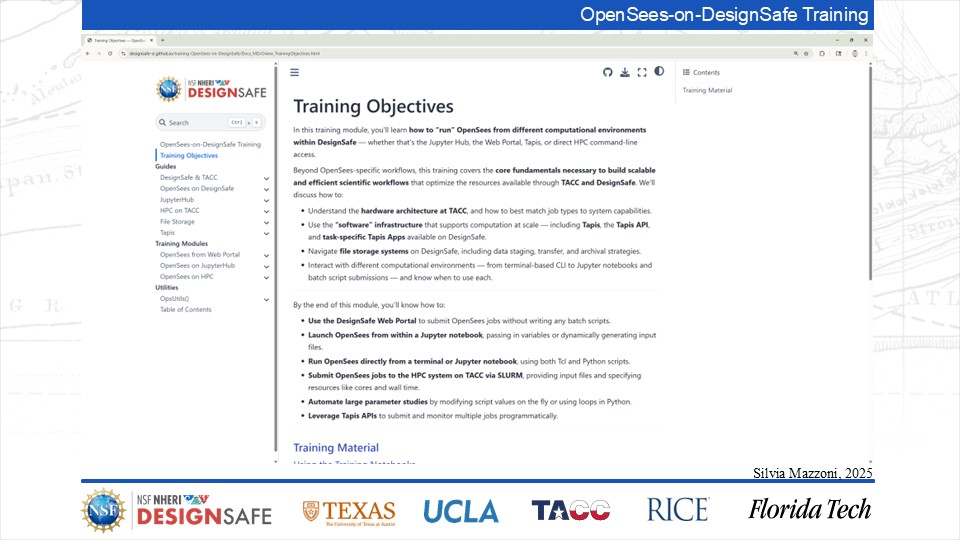 OpenSees-on-DesignSafe Training
Training Objectives — OpenS
designsafe-ci.github.io/training-OpenSees-on-DesignSafe/Docs_MD/Online_TrainingObjectives.html
NSF NHERI
DESIGNSAFE
Search
Ctrl + K
OpenSees-on-DesignSafe Training
Training Objectives
Guides
DesignSafe & TACC
OpenSees on DesignSafe
JupyterHub
HPC on TACC
File Storage
Tapis
Training Modules
OpenSees from Web Portal
OpenSees on JupyterHub
OpenSees on HPC
Utilities
OpsUtils()
Table of Contents
Training Objectives
In this training module, you'll learn how to "run" OpenSees from different computational environments
within DesignSafe — whether that's the Jupyter Hub, the Web Portal, Tapis, or direct HPC command-line
access.
Beyond OpenSees-specific workflows, this training covers the core fundamentals necessary to build scalable
and efficient scientific workflows that optimize the resources available through TACC and DesignSafe. We'll
discuss how to:
• Understand the hardware architecture at TACC, and how to best match job types to system capabilities.
• Use the "software" infrastructure that supports computation at scale — including Tapis, the Tapis API,
and task-specific Tapis Apps available on DesignSafe.
• Navigate file storage systems on DesignSafe, including data staging, transfer, and archival strategies.
• Interact with different computational environments — from terminal-based CLI to Jupyter notebooks and
batch script submissions — and know when to use each.
By the end of this module, you'll know how to:
• Use the DesignSafe Web Portal to submit OpenSees jobs without writing any batch scripts.
• Launch OpenSees from within a Jupyter notebook, passing in variables or dynamically generating input
files.
• Run OpenSees directly from a terminal or Jupyter notebook, using both Tcl and Python scripts.
• Submit OpenSees jobs to the HPC system on TACC via SLURM, providing input files and specifying
resources like cores and wall time.
• Automate large parameter studies by modifying script values on the fly or using loops in Python.
• Leverage Tapis APIs to submit and monitor multiple jobs programmatically.
Training Material
Using the Training Notebooks
Contents
Training Material
Silvia Mazzoni, 2025
NSF
NSF NHERI
DESIGNSAFE
TEXAS
The University of Texas at Austin
UCLA
TACC
RICE
Florida Tech